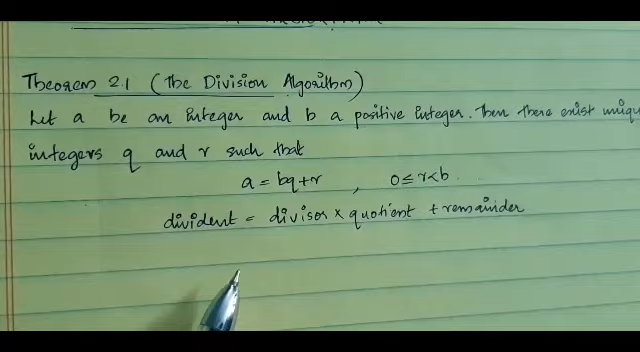 Theorem 2.1 (The Division Algorithm)
Let a be an integer and b a positive integer. Then there exist
integers q and r such that
a = bq+r , 0≤r<b.
divident = divisor × quotient + remainder